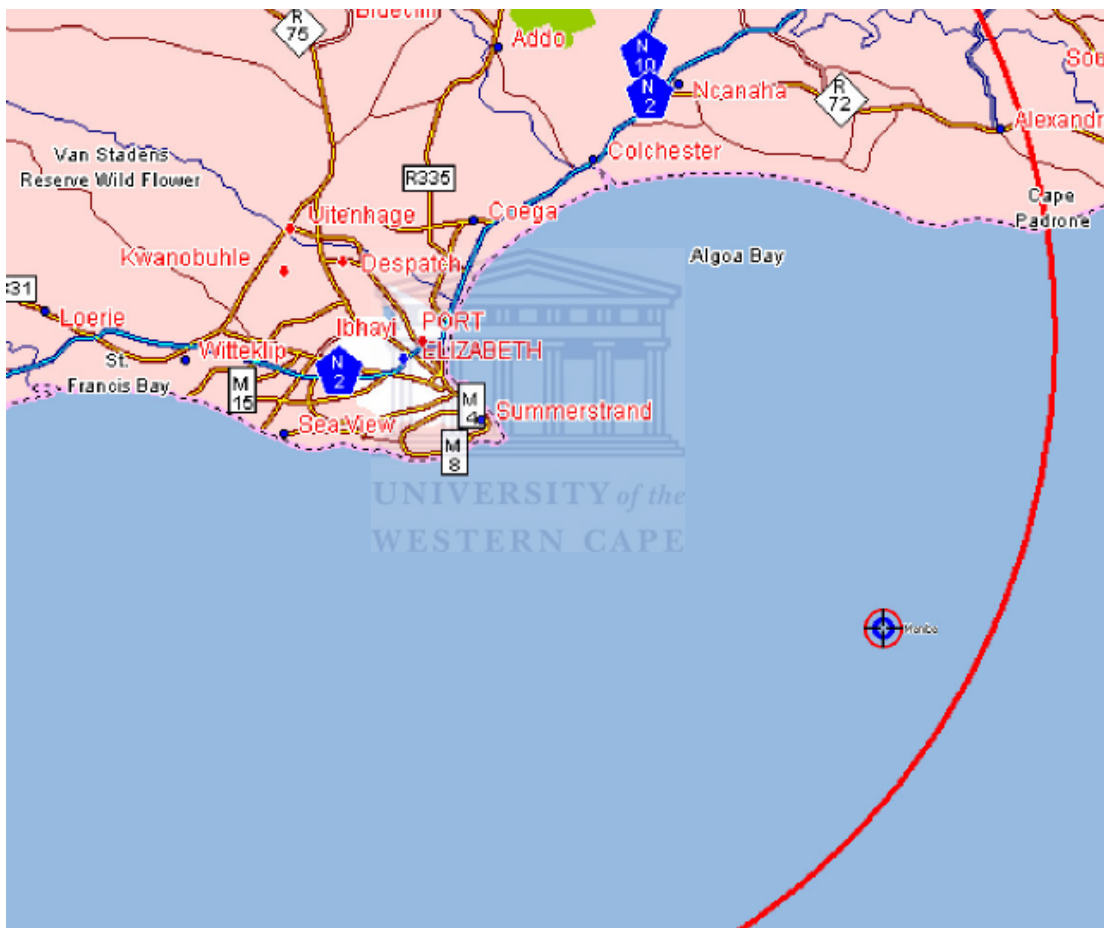 R
75
Addo
N
10
N
2
Ncanaha
R
72
Alexandr
Colchester
Van Stadens
Reserve Wild Flower
R335
Cape
Padrone
Uitenhage
Coega
Algoa Bay
Kwanobuhle
Despatch
R31
Loerie
Ibhayi
PORT
ELIZABETH
Witteklip
St.
Francis Bay
N
2
M
15
M
4
Summerstrand
Sea View
M
8
UNIVERSITY of the
WESTERN CAPE